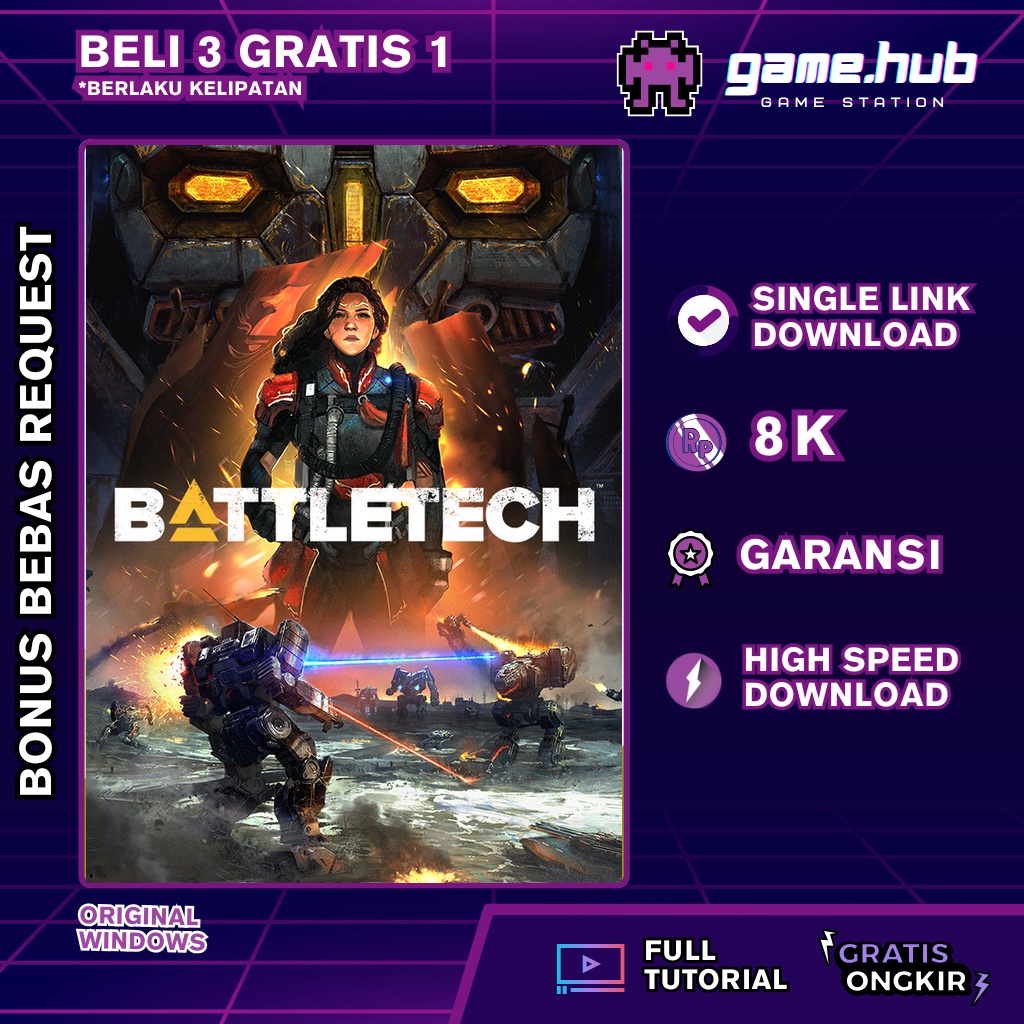 BELI 3 GRATIS 1
*BERLAKU KELIPATAN
game.hub
GAME STATION
BONUS BEBAS REQUEST
BATTLETECH™
SINGLE LINK
DOWNLOAD
RP
8K
GARANSI
HIGH SPEED
DOWNLOAD
ORIGINAL
WINDOWS
FULL
TUTORIAL
GRATIS
ONGKIR